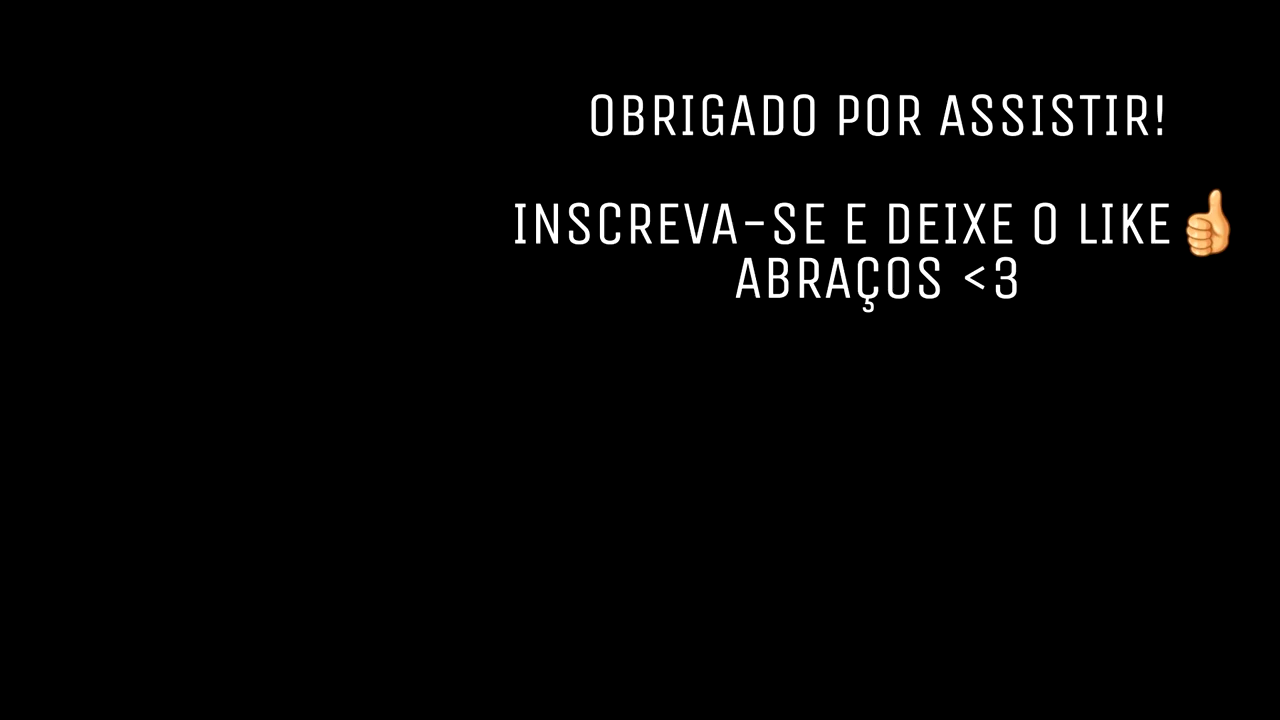 OBRIGADO POR ASSISTIR!
INSCREVA-SE E DEIXE O LIKE👍
ABRAÇOS <3